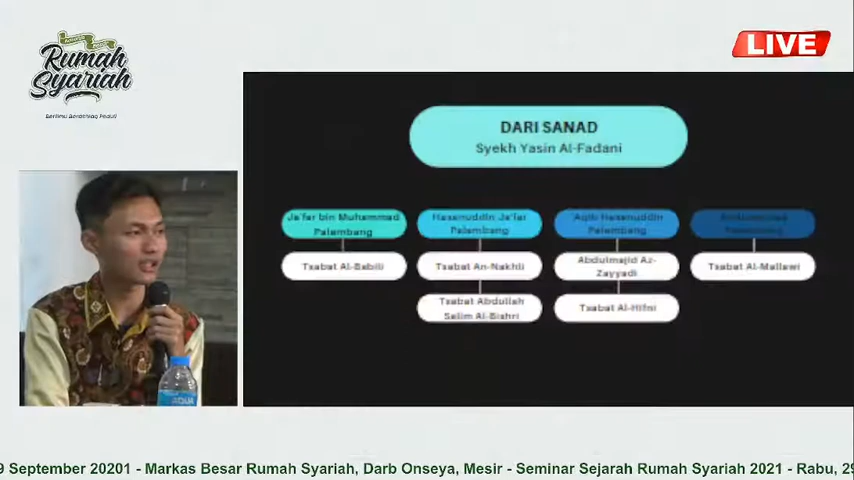 Rumah
Syariah
LIVE
DARI SANAD
Syekh Yasin Al-Fadani
Ja'far bin Muhammad
Palembang
Tsabat Al-Babili
Hasanuddin Ja'far
Palembang
Tsabat An-Nakhli
Tsabat Abdullah
Salim Al-Bishri
Aqib Hasanuddin
Palembang
Abdulmajid Az-
Zayyadi
Tsabat Al-Hifni
Palembang
Tsabat Al-Mallawi
AQUA
9 September 20201 - Markas Besar Rumah Syariah, Darb Onseya, Mesir - Seminar Sejarah Rumah Syariah 2021 - Rabu, 29